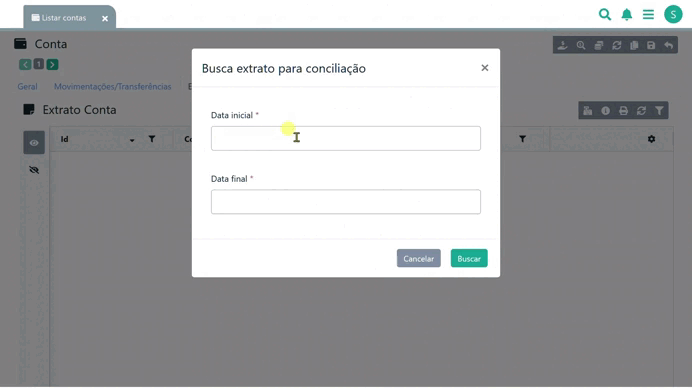 Listar contas
S
Conta
1
Geral Movimentações/Transferências
Extrato Conta
Id
Busca extrato para conciliação
Data inicial *
Data final *
Cancelar Buscar